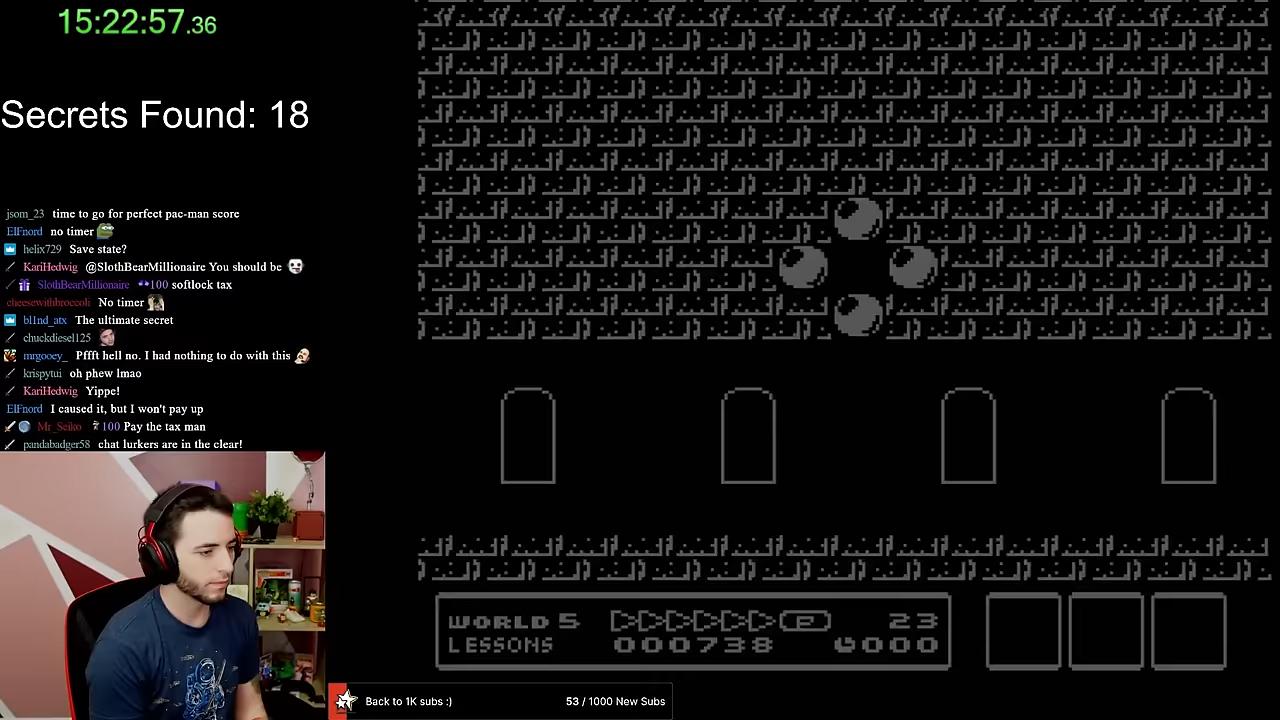 15:22:57.36
Secrets Found: 18
jsom_23 time to go for perfect pac-man score
ElFnord no timer
helix729 Save state?
KariHedwig @SlothBearMillionaire You should be
SlothBearMillionaire 100 softlock tax
cheesewithbroccoli No timer
bl1nd_atx The ultimate secret
chuckdiesel125
mrgooey_ Pffft hell no. I had nothing to do with this
krispytui oh phew lmao
KariHedwig Yippe!
ElFnord I caused it, but I won't pay up
Mr_Seiko 100 Pay the tax man
pandabadger58 chat lurkers are in the clear!
WORLD 5 P 23
LESSONS 000738 000
Back to 1K subs :) 53 / 1000 New Subs